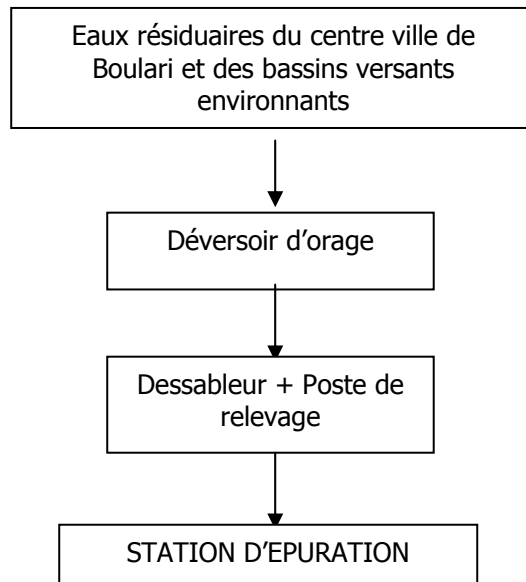 Eaux résiduaires du centre ville de
Boulari et des bassins versants
environnants
Déversoir d'orage
Dessableur + Poste de
relevage
STATION D'EPURATION